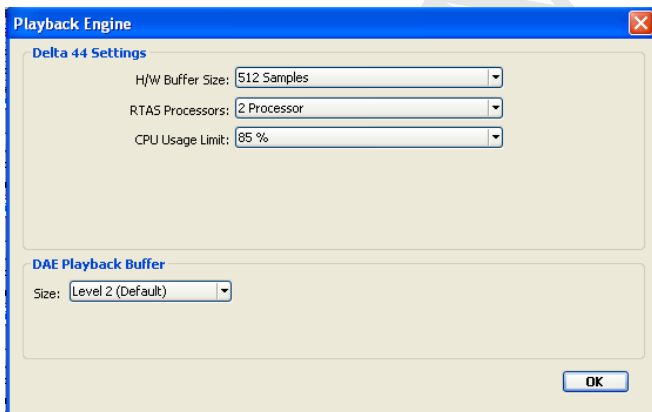 Playback Engine
Delta 44 Settings
H/W Buffer Size: 512 Samples
RTAS Processors: 2 Processor
CPU Usage Limit: 85 %
DAE Playback Buffer
Size: Level 2 (Default)
OK